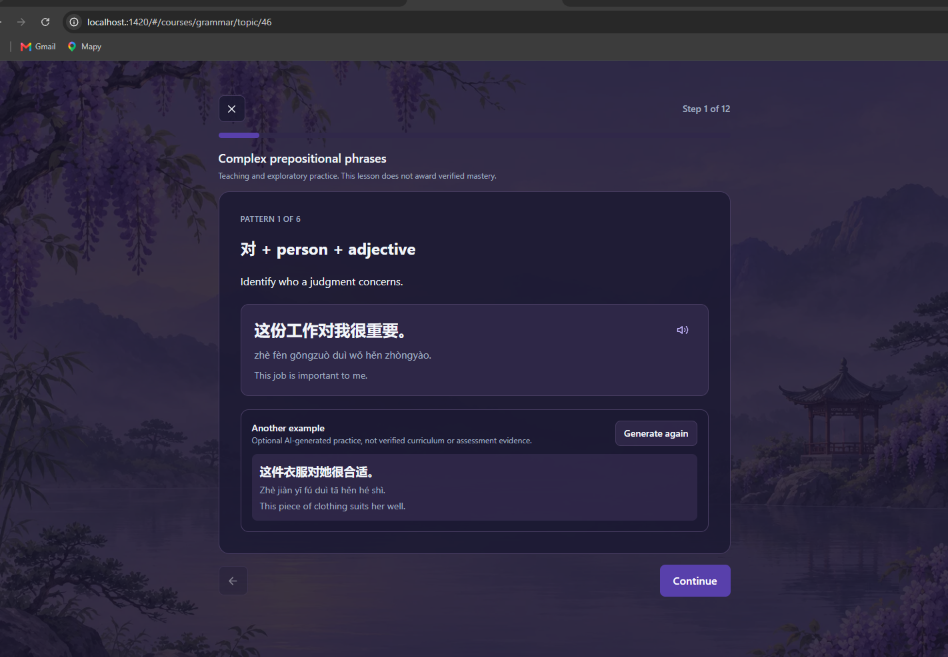 localhost:1420/#/courses/grammar/topic/46
Gmail
Mapy
Step 1 of 12
Complex prepositional phrases
Teaching and exploratory practice. This lesson does not award verified mastery.
PATTERN 1 OF 6
对 + person + adjective
Identify who a judgment concerns.
这份工作对我很重要。
zhè fèn gōngzuò duì wǒ hěn zhòngyào.
This job is important to me.
Another example
Optional AI-generated practice, not verified curriculum or assessment evidence.
Generate again
这件衣服对她很合适。
Zhè jiàn yī fú duì tā hěn hé shì.
This piece of clothing suits her well.
Continue